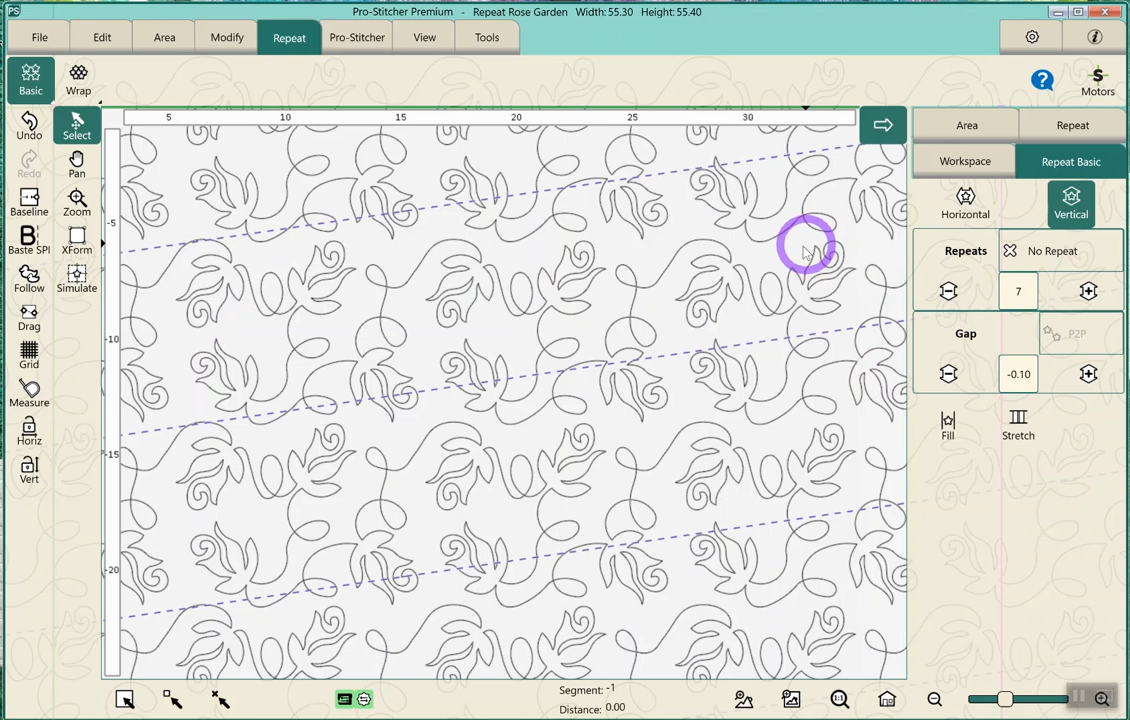 PS
Pro-Stitcher Premium - Repeat Rose Garden Width: 55.30 Height: 55.40
File Edit Area Modify Repeat Pro-Stitcher View Tools
Basic Wrap
? S Motors
Undo Select
5 10 15 20 25 30
Area Repeat
Redo Pan
Workspace Repeat Basic
Baseline Zoom
Horizontal Vertical
-5
B
Baste SPI XForm
Repeats No Repeat
Follow Simulate
7
Drag
Gap P2P
-10
Grid
-0.10
Measure
Horiz
Fill Stretch
-15
Vert
-20
Segment: -1
1:1
Distance: 0.00